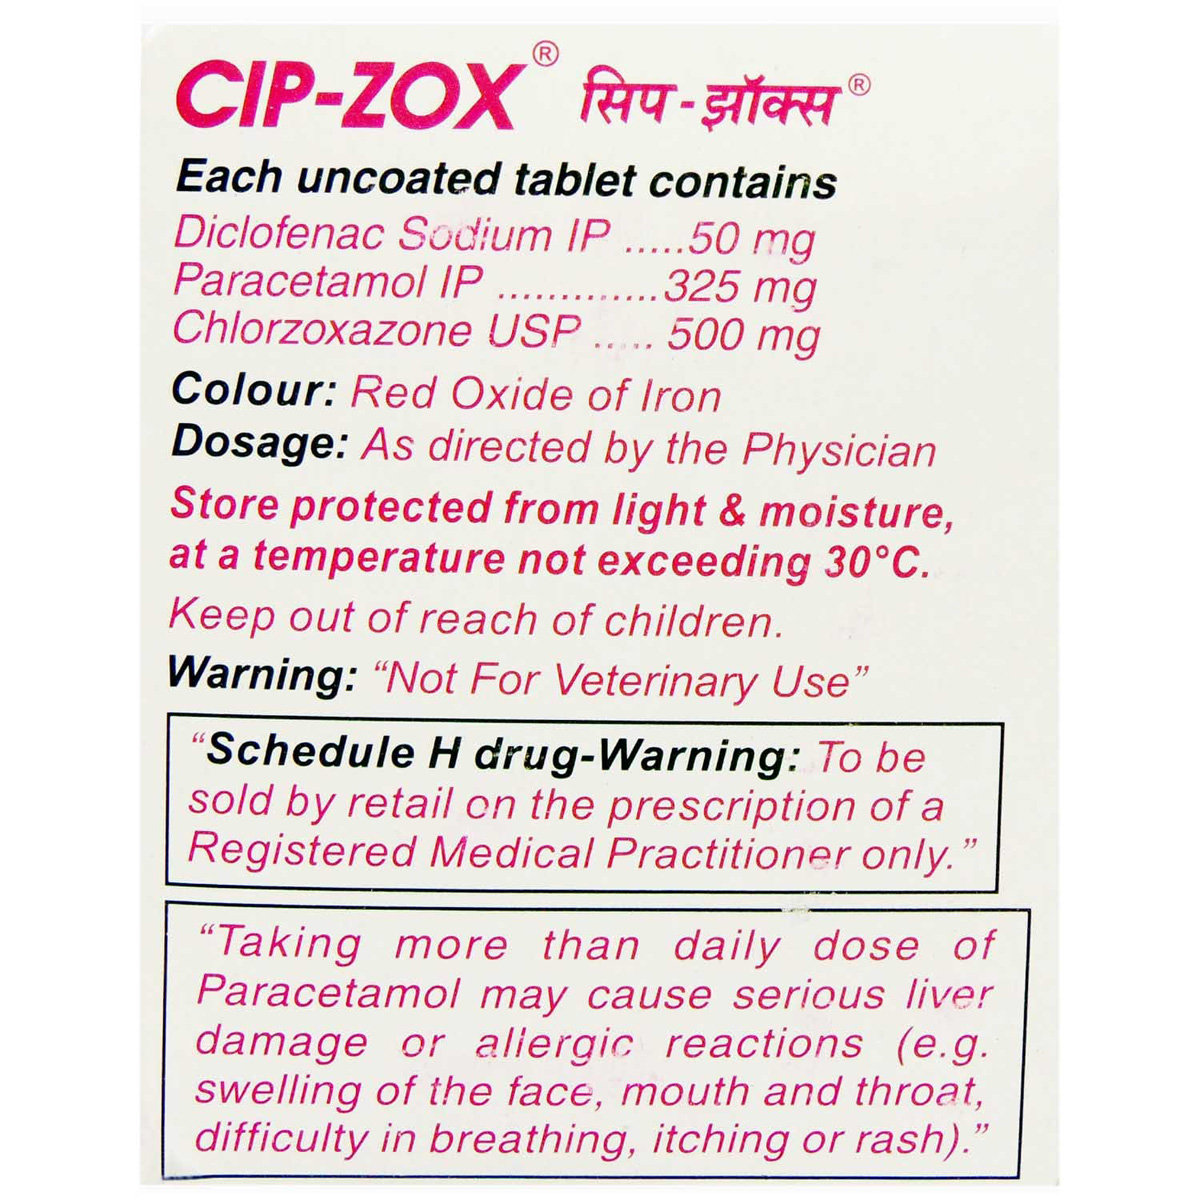 CIP-ZOX® सिप-झॉक्स®
Each uncoated tablet contains
Diclofenac Sodium IP .....50 mg
Paracetamol IP .............325 mg
Chlorzoxazone USP ..... 500 mg
Colour: Red Oxide of Iron
Dosage: As directed by the Physician
Store protected from light & moisture,
at a temperature not exceeding 30°C.
Keep out of reach of children.
Warning: “Not For Veterinary Use”
“Schedule H drug-Warning: To be
sold by retail on the prescription of a
Registered Medical Practitioner only.”
“Taking more than daily dose of
Paracetamol may cause serious liver
damage or allergic reactions (e.g.
swelling of the face, mouth and throat,
difficulty in breathing, itching or rash).”